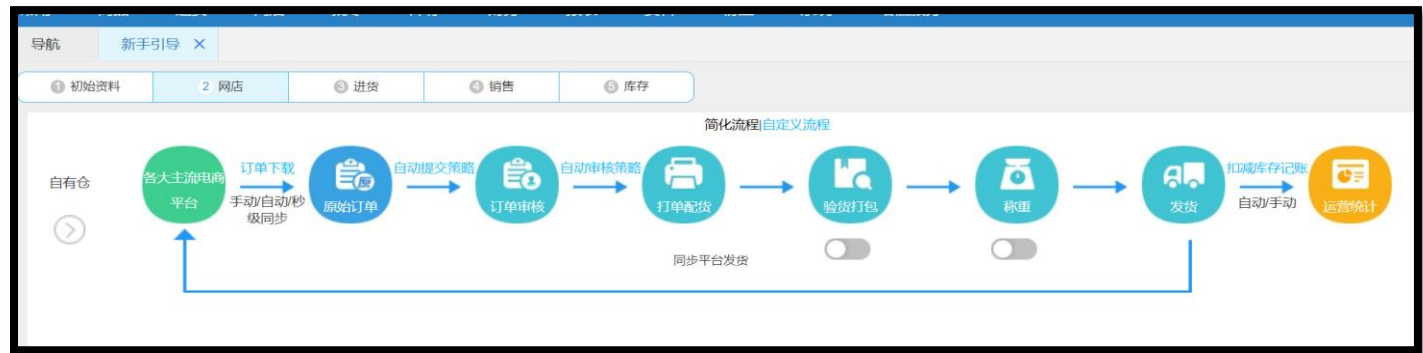 导航
新手引导 ×
1 初始资料
2 网店
3 进货
4 销售
5 库存
简化流程|自定义流程
自有仓
各大主流电商
平台
订单下载
手动/自动/秒
级同步
原
原始订单
自动提交策略
订单审核
自动审核策略
打单配货
验货打包
称重
发货
扣减库存记账
自动/手动
运营统计
同步平台发货